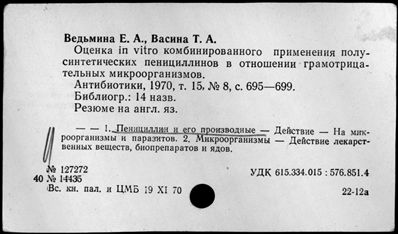 Ведьмина Е. А., Васина Т. А.
Оценка in vitro комбинированного применения полу-
синтетических пенициллинов в отношении грамотрица-
тельных микроорганизмов.
Антибиотики, 1970, т. 15, № 8, с. 695—699.
Библиогр.: 14 назв.
Резюме на англ. яз.
— — 1. Пенициллин и его производные — Действие — На мик-
роорганизмы и паразитов. 2. Микроорганизмы — Действие лекарст-
венных веществ, биопрепаратов и ядов.
№ 127272
40 № 14435
УДК 615.334.015 : 576.851.4
Вс. кн. пал. и ЦМБ 19 XI 70
22-12а